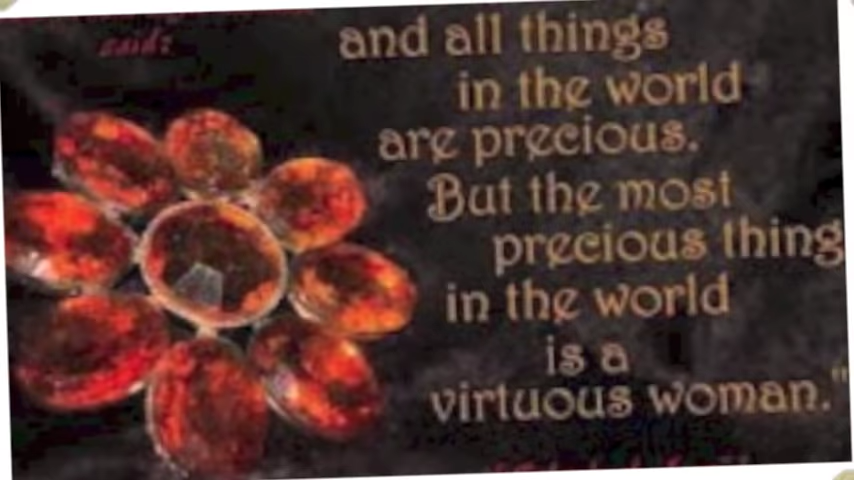 said:
and all things
in the world
are precious.
But the most
precious thing
in the world
is a
virtuous woman."